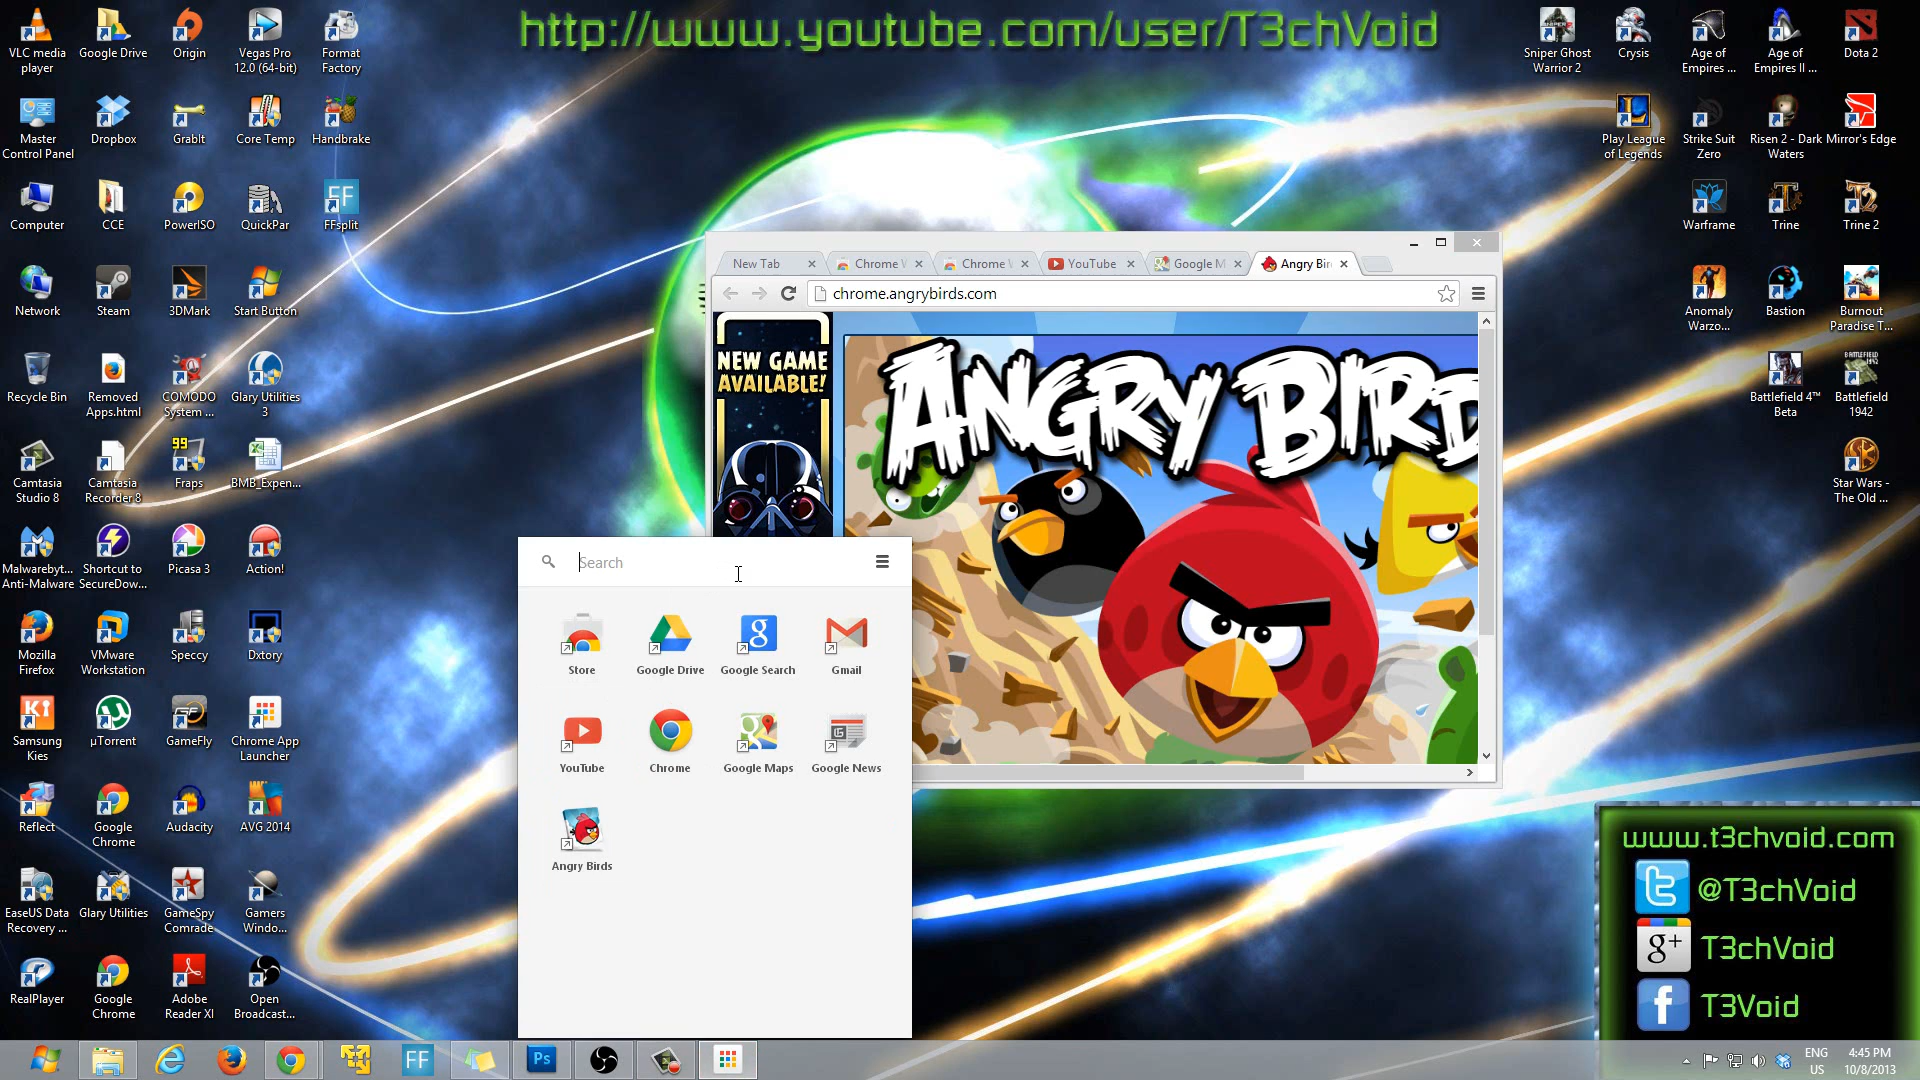 http://www.youtube.com/user/T3chVoid
VLC media player
Google Drive
Origin
Vegas Pro 12.0 (64-bit)
Format Factory
Master Control Panel
Dropbox
GrabIt
Core Temp
Handbrake
Computer
CCE
PowerISO
QuickPar
FFsplit
Network
Steam
3DMark
Start Button
Recycle Bin
Removed Apps.html
COMODO System ...
Glary Utilities 3
Camtasia Studio 8
Camtasia Recorder 8
99
Fraps
BMB_Expen...
Malwarebyt... Anti-Malware
Shortcut to SecureDow...
Picasa 3
Action!
Mozilla Firefox
VMware Workstation
Speccy
Dxtory
Samsung Kies
µTorrent
GameFly
Chrome App Launcher
Reflect
Google Chrome
Audacity
AVG 2014
EaseUS Data Recovery ...
Glary Utilities
GameSpy Comrade
Gamers Windo...
RealPlayer
Google Chrome
Adobe Reader XI
Open Broadcast...
Sniper Ghost Warrior 2
Crysis
Age of Empires ...
Age of Empires II ...
Dota 2
Play League of Legends
Strike Suit Zero
Risen 2 - Dark Waters
Mirror's Edge
Warframe
Trine
Trine 2
Anomaly Warzo...
Bastion
Burnout Paradise T...
Battlefield 4™ Beta
Battlefield 1942
Star Wars - The Old ...
New Tab
Chrome W
Chrome W
YouTube
Google M
Angry Bir
chrome.angrybirds.com
NEW GAME
AVAILABLE!
ANGRY BIRD
Search
Store
Google Drive
Google Search
Gmail
YouTube
Chrome
Google Maps
Google News
Angry Birds
www.t3chvoid.com
@T3chVoid
T3chVoid
T3Void
FF
Ps
ENG
US
4:45 PM
10/8/2013